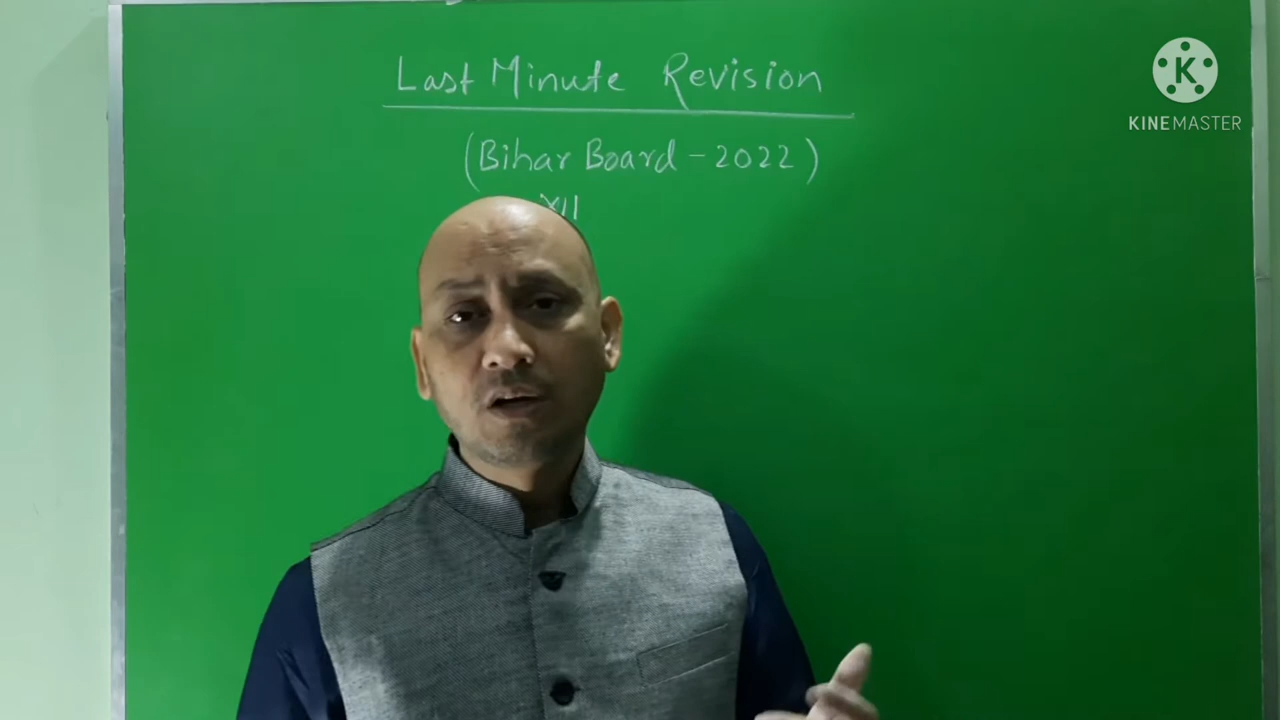 Last Minute Revision
(Bihar Board - 2022)
XII
K
KINEMASTER